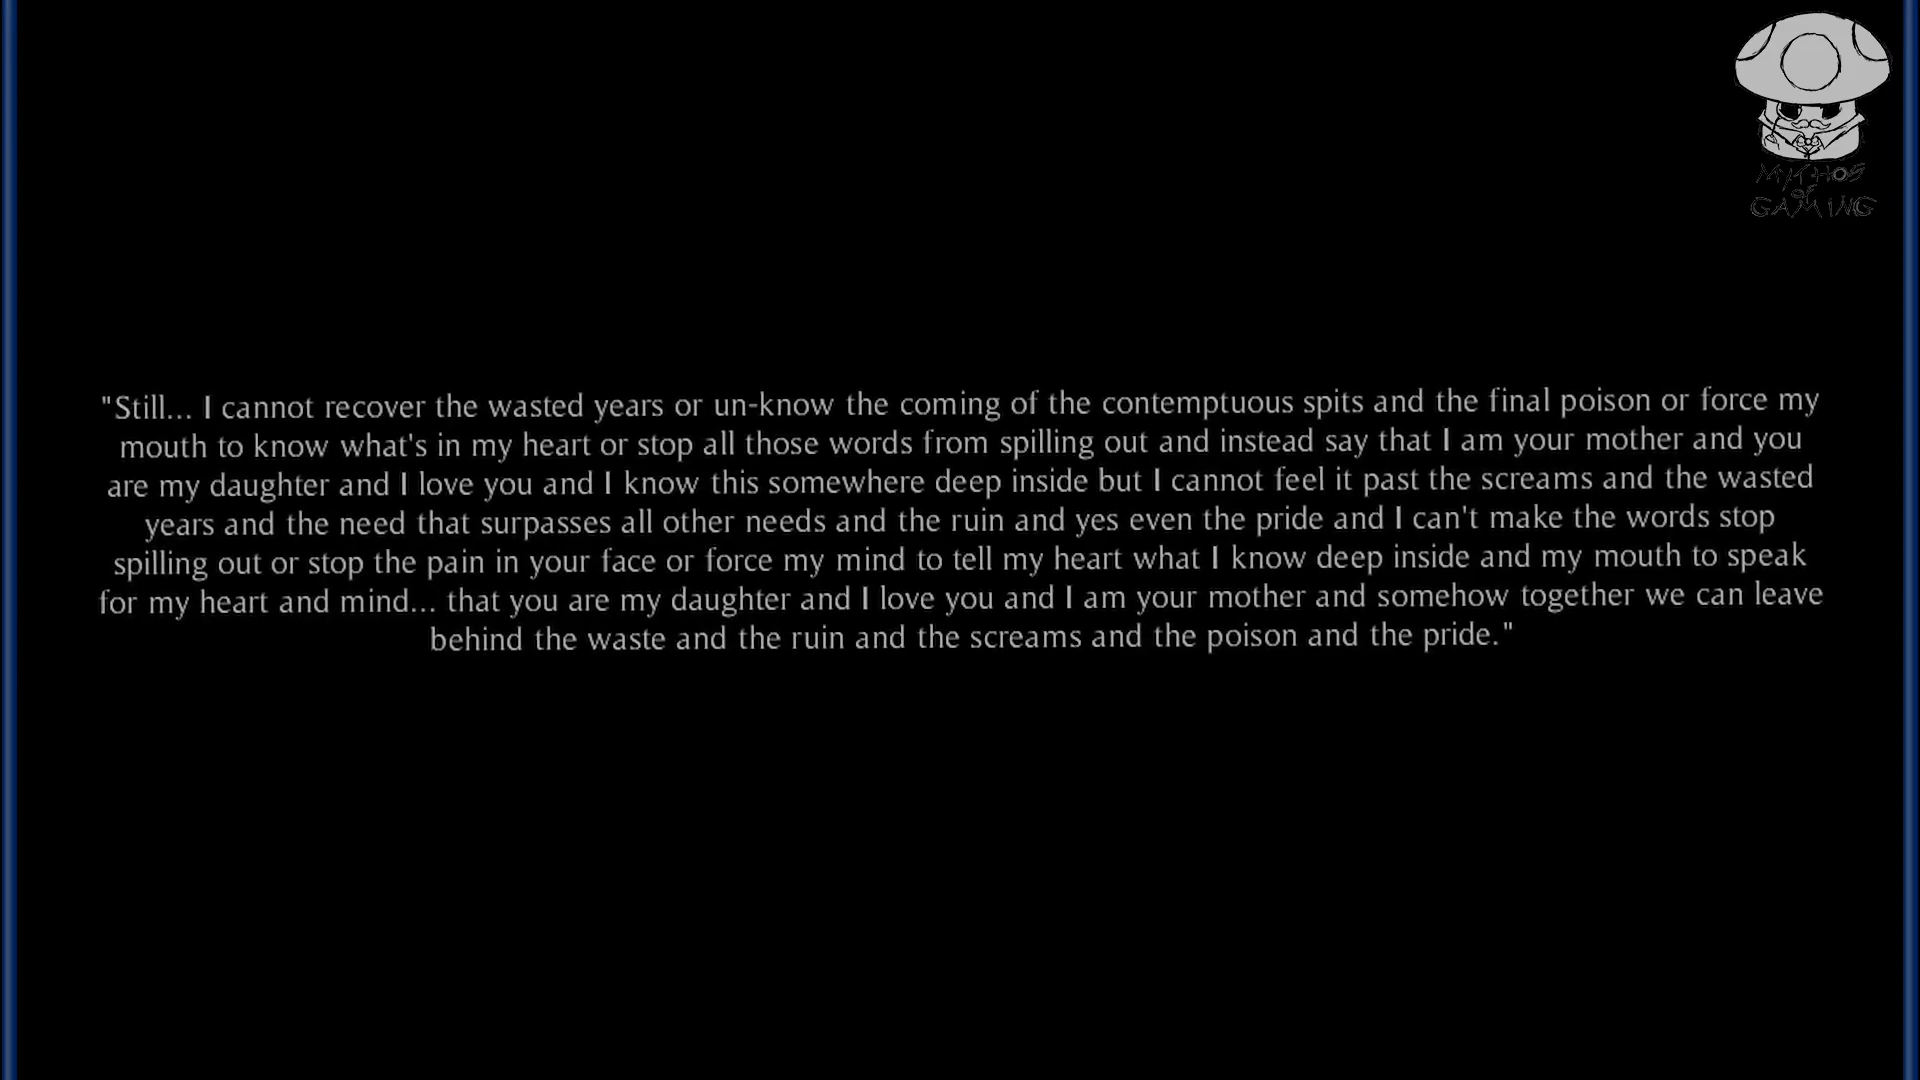 MYKHOS
OF
GAMING
"Still... I cannot recover the wasted years or un-know the coming of the contemptuous spits and the final poison or force my
mouth to know what's in my heart or stop all those words from spilling out and instead say that I am your mother and you
are my daughter and I love you and I know this somewhere deep inside but I cannot feel it past the screams and the wasted
years and the need that surpasses all other needs and the ruin and yes even the pride and I can't make the words stop
spilling out or stop the pain in your face or force my mind to tell my heart what I know deep inside and my mouth to speak
for my heart and mind... that you are my daughter and I love you and I am your mother and somehow together we can leave
behind the waste and the ruin and the screams and the poison and the pride."